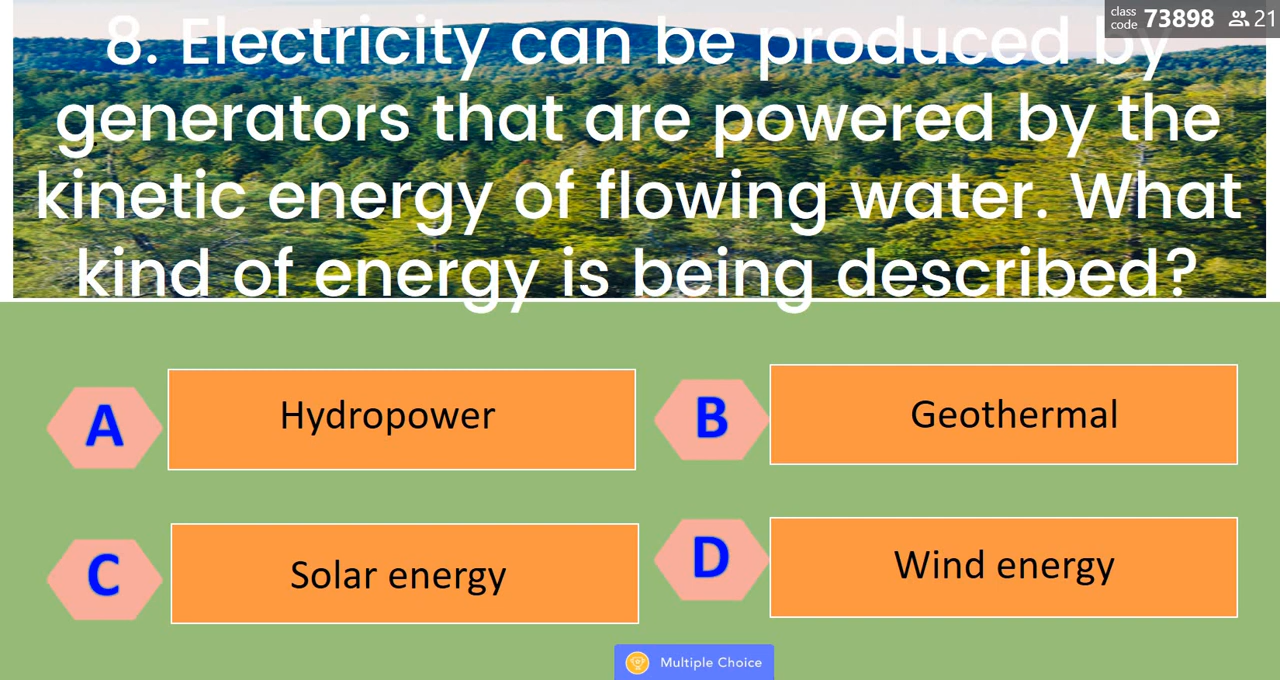 class
code 73898 21
8. Electricity can be produced by
generators that are powered by the
kinetic energy of flowing water. What
kind of energy is being described?
A Hydropower
B Geothermal
C Solar energy
D Wind energy
Multiple Choice